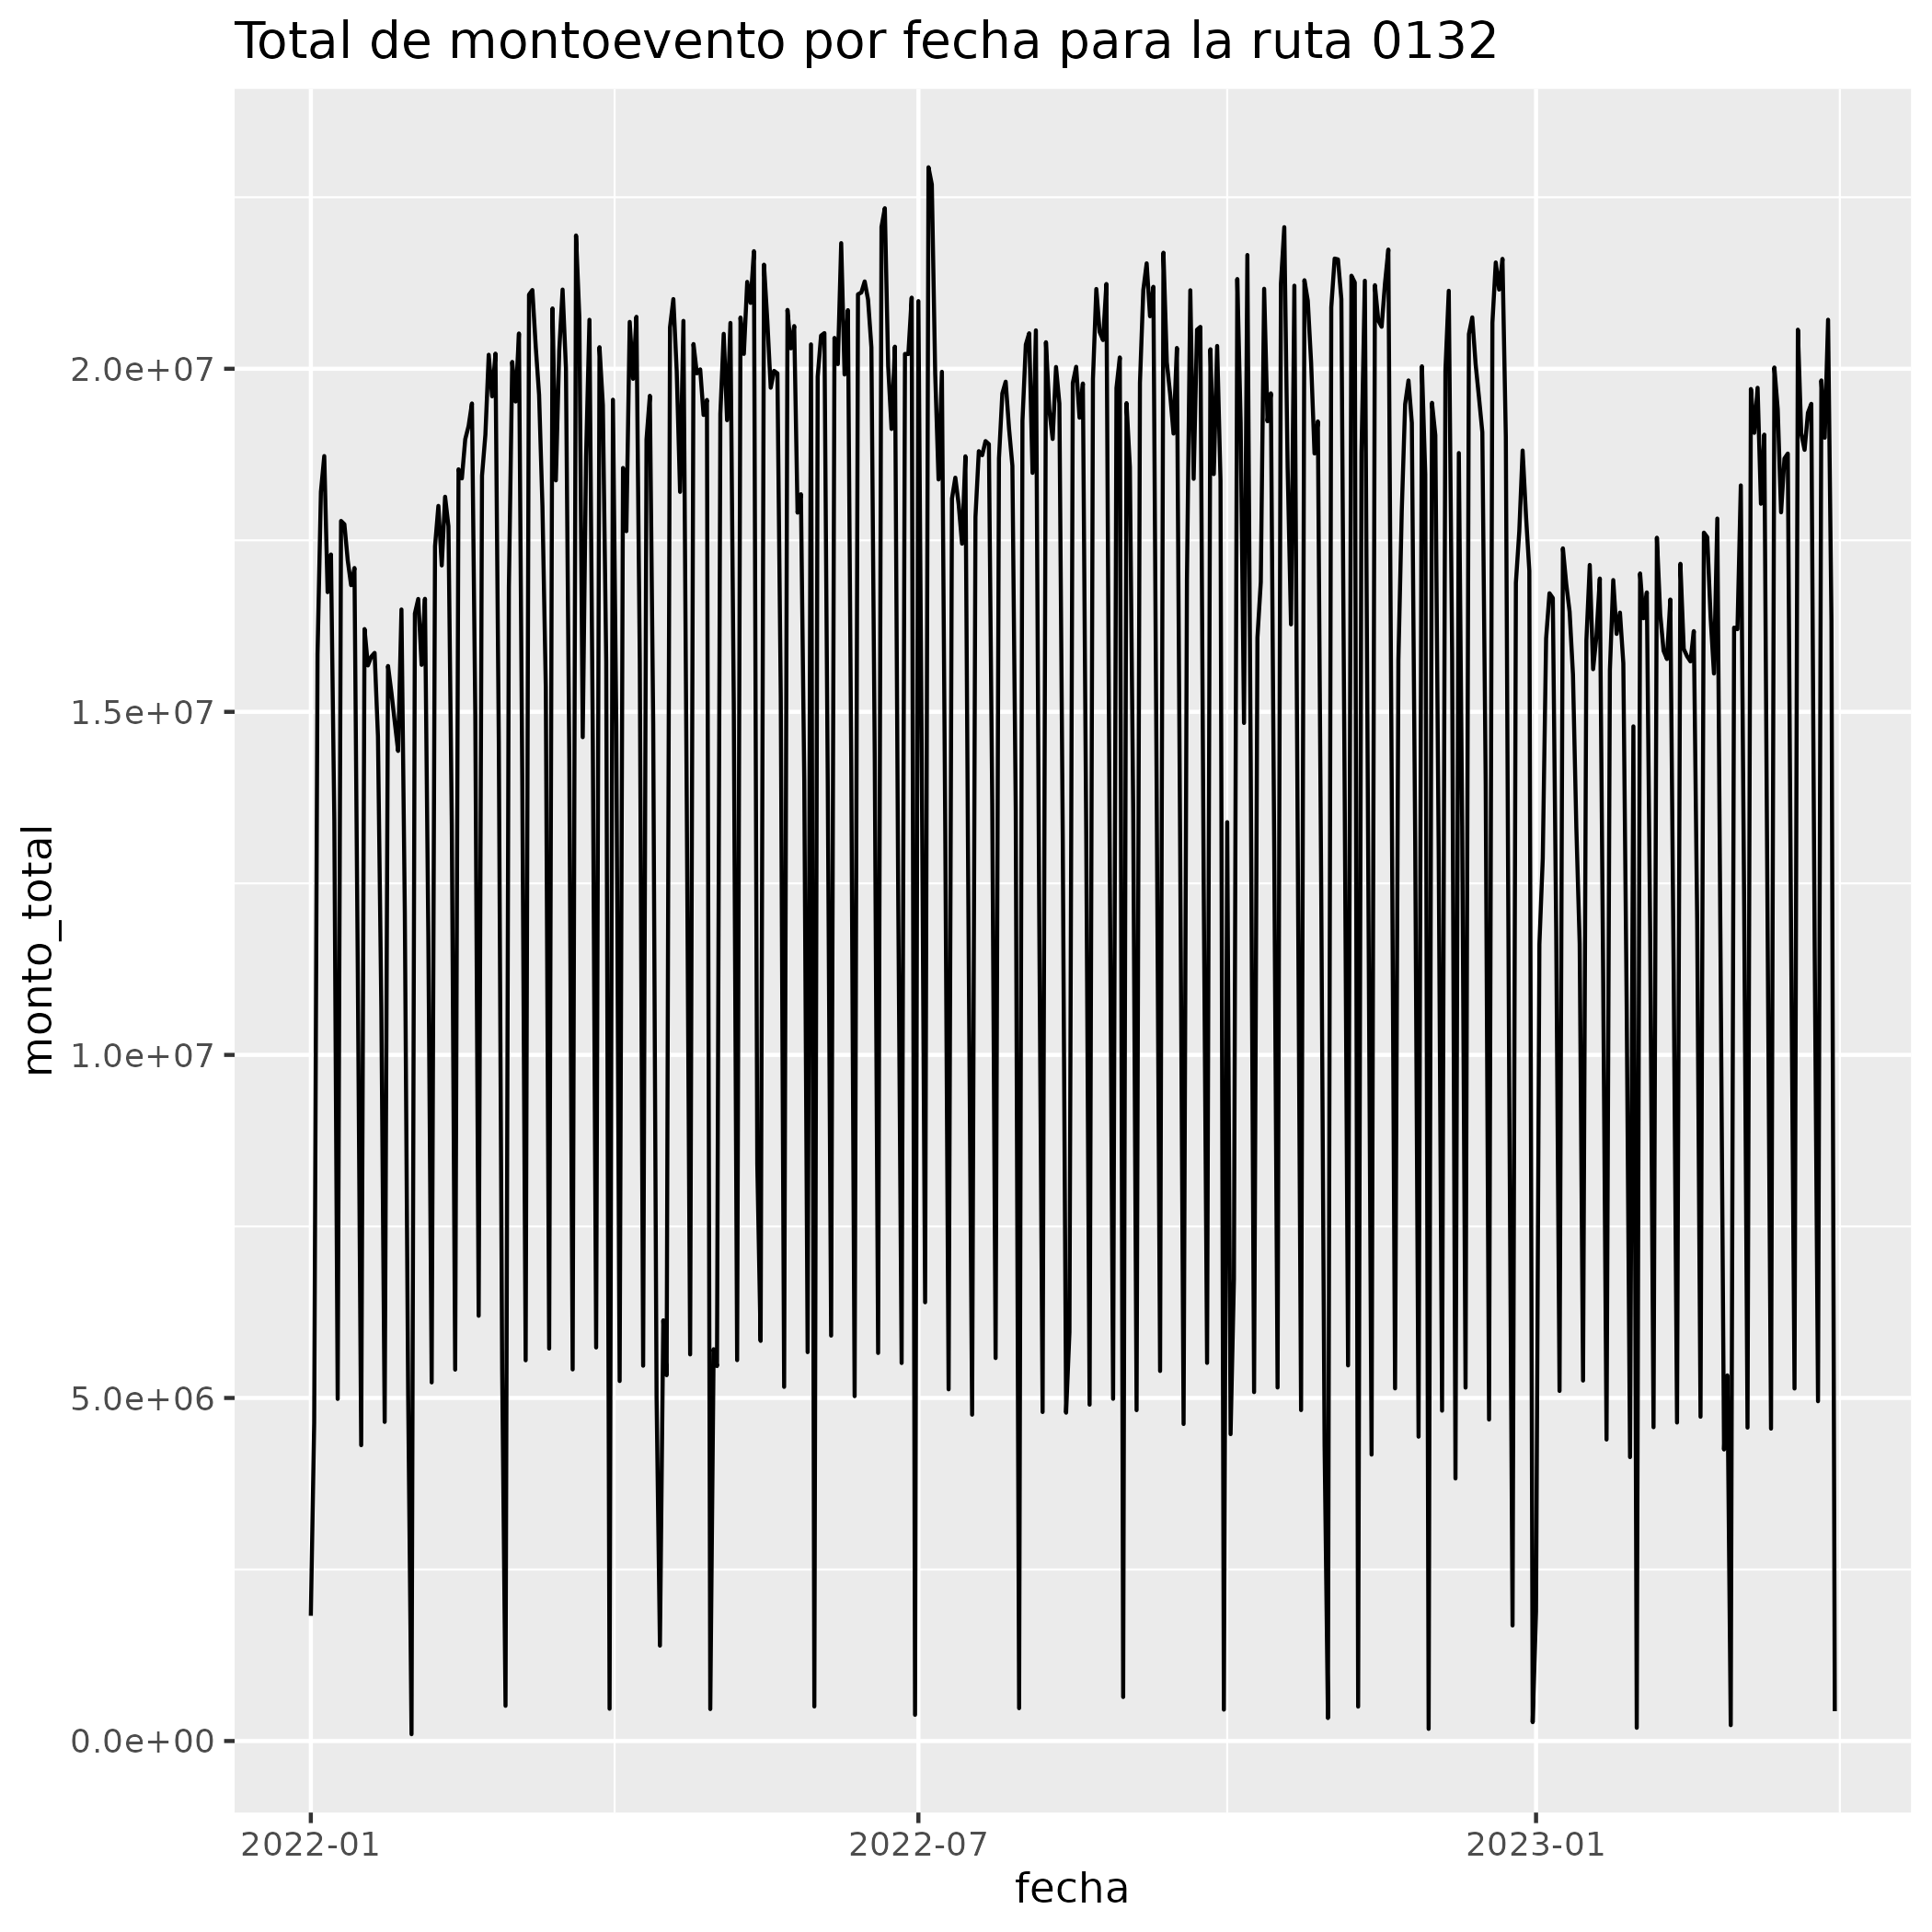 Total de montoevento por fecha para la ruta 0132
monto_total
2.0e+07
1.5e+07
1.0e+07
5.0e+06
0.0e+00
2022-01
2022-07
2023-01
fecha